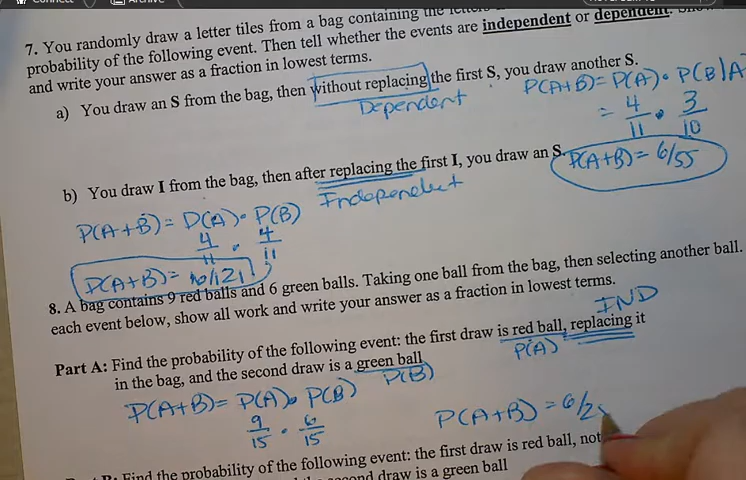 7. You randomly draw a letter tiles from a bag containing the
probability of the following event. Then tell whether the events are independent or dependent.
and write your answer as a fraction in lowest terms.
a) You draw an S from the bag, then without replacing the first S, you draw another S.
Dependent
P(A+B)= P(A) • P(B|A
= 4/11 • 3/10
P(A+B)= 6/55
b) You draw I from the bag, then after replacing the first I, you draw an S.
Independent
P(A+B)= P(A) • P(B)
4/11 • 4/11
P(A+B)= 16/121
8. A bag contains 9 red balls and 6 green balls. Taking one ball from the bag, then selecting another ball.
each event below, show all work and write your answer as a fraction in lowest terms.
IND
Part A: Find the probability of the following event: the first draw is red ball, replacing it
P(A)
in the bag, and the second draw is a green ball
P(B)
P(A+B)= P(A) • P(B)
9/15 • 6/15
P(A+B)=6/2
Find the probability of the following event: the first draw is red ball, not
draw is a green ball